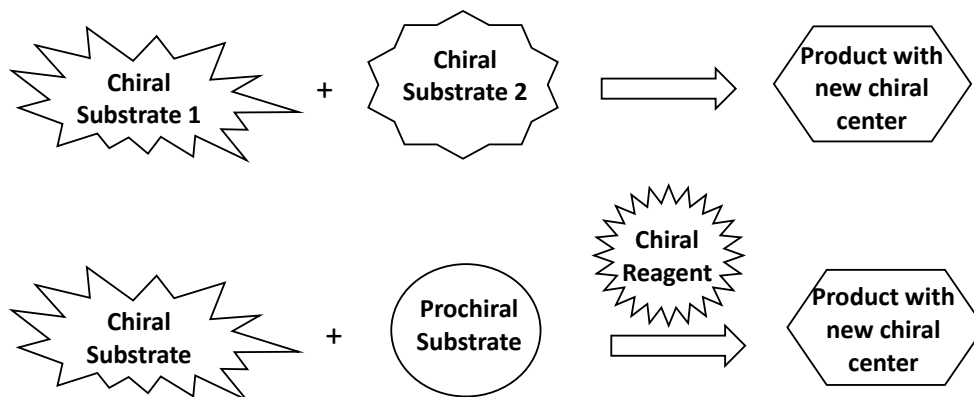 Chiral
Substrate 1
+
Chiral
Substrate 2
Product with
new chiral
center
Chiral
Reagent
Chiral
Substrate
+
Prochiral
Substrate
Product with
new chiral
center